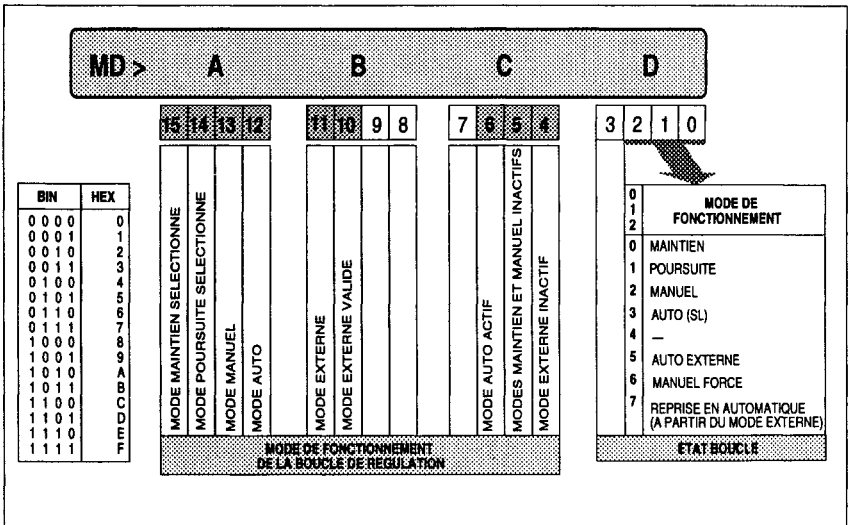 MD > A B C D
15 14 13 12 11 10 9 8 7 6 5 4 3 2 1 0
BIN HEX
0 0 0 0 0
0 0 0 1 1
0 0 1 0 2
0 0 1 1 3
0 1 0 0 4
0 1 0 1 5
0 1 1 0 6
0 1 1 1 7
1 0 0 0 8
1 0 0 1 9
1 0 1 0 A
1 0 1 1 B
1 1 0 0 C
1 1 0 1 D
1 1 1 0 E
1 1 1 1 F
MODE MAINTIEN SELECTIONNE
MODE POURSUITE SELECTIONNE
MODE MANUEL
MODE AUTO
MODE EXTERNE
MODE EXTERNE VALIDE
MODE AUTO ACTIF
MODES MAINTIEN ET MANUEL INACTIFS
MODE EXTERNE INACTIF
MODE DE FONCTIONNEMENT
DE LA BOUCLE DE REGULATION
0
1
2
MODE DE
FONCTIONNEMENT
0 MAINTIEN
1 POURSUITE
2 MANUEL
3 AUTO (SL)
4 —
5 AUTO EXTERNE
6 MANUEL FORCE
7 REPRISE EN AUTOMATIQUE
(A PARTIR DU MODE EXTERNE)
ETAT BOUCLE